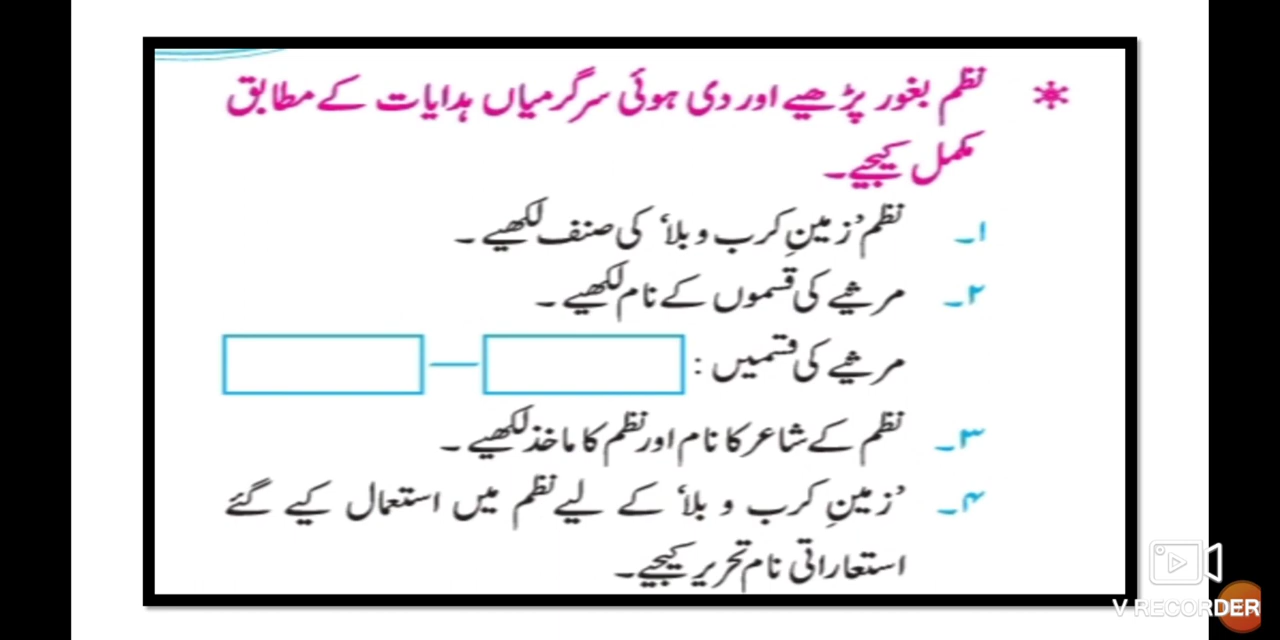 * نظم بغور پڑھیے اور دی ہوئی سرگرمیاں ہدایات کے مطابق
مکمل کیجیے۔
۱۔ نظم ’زمینِ کرب و بلا‘ کی صنف لکھیے۔
۲۔ مرثیے کی قسموں کے نام لکھیے۔
مرثیے کی قسمیں :
۳۔ نظم کے شاعر کا نام اور نظم کا ماخذ لکھیے۔
۴۔ ’زمینِ کرب و بلا‘ کے لیے نظم میں استعمال کیے گئے
استعاراتی نام تحریر کیجیے۔
V RECORDER